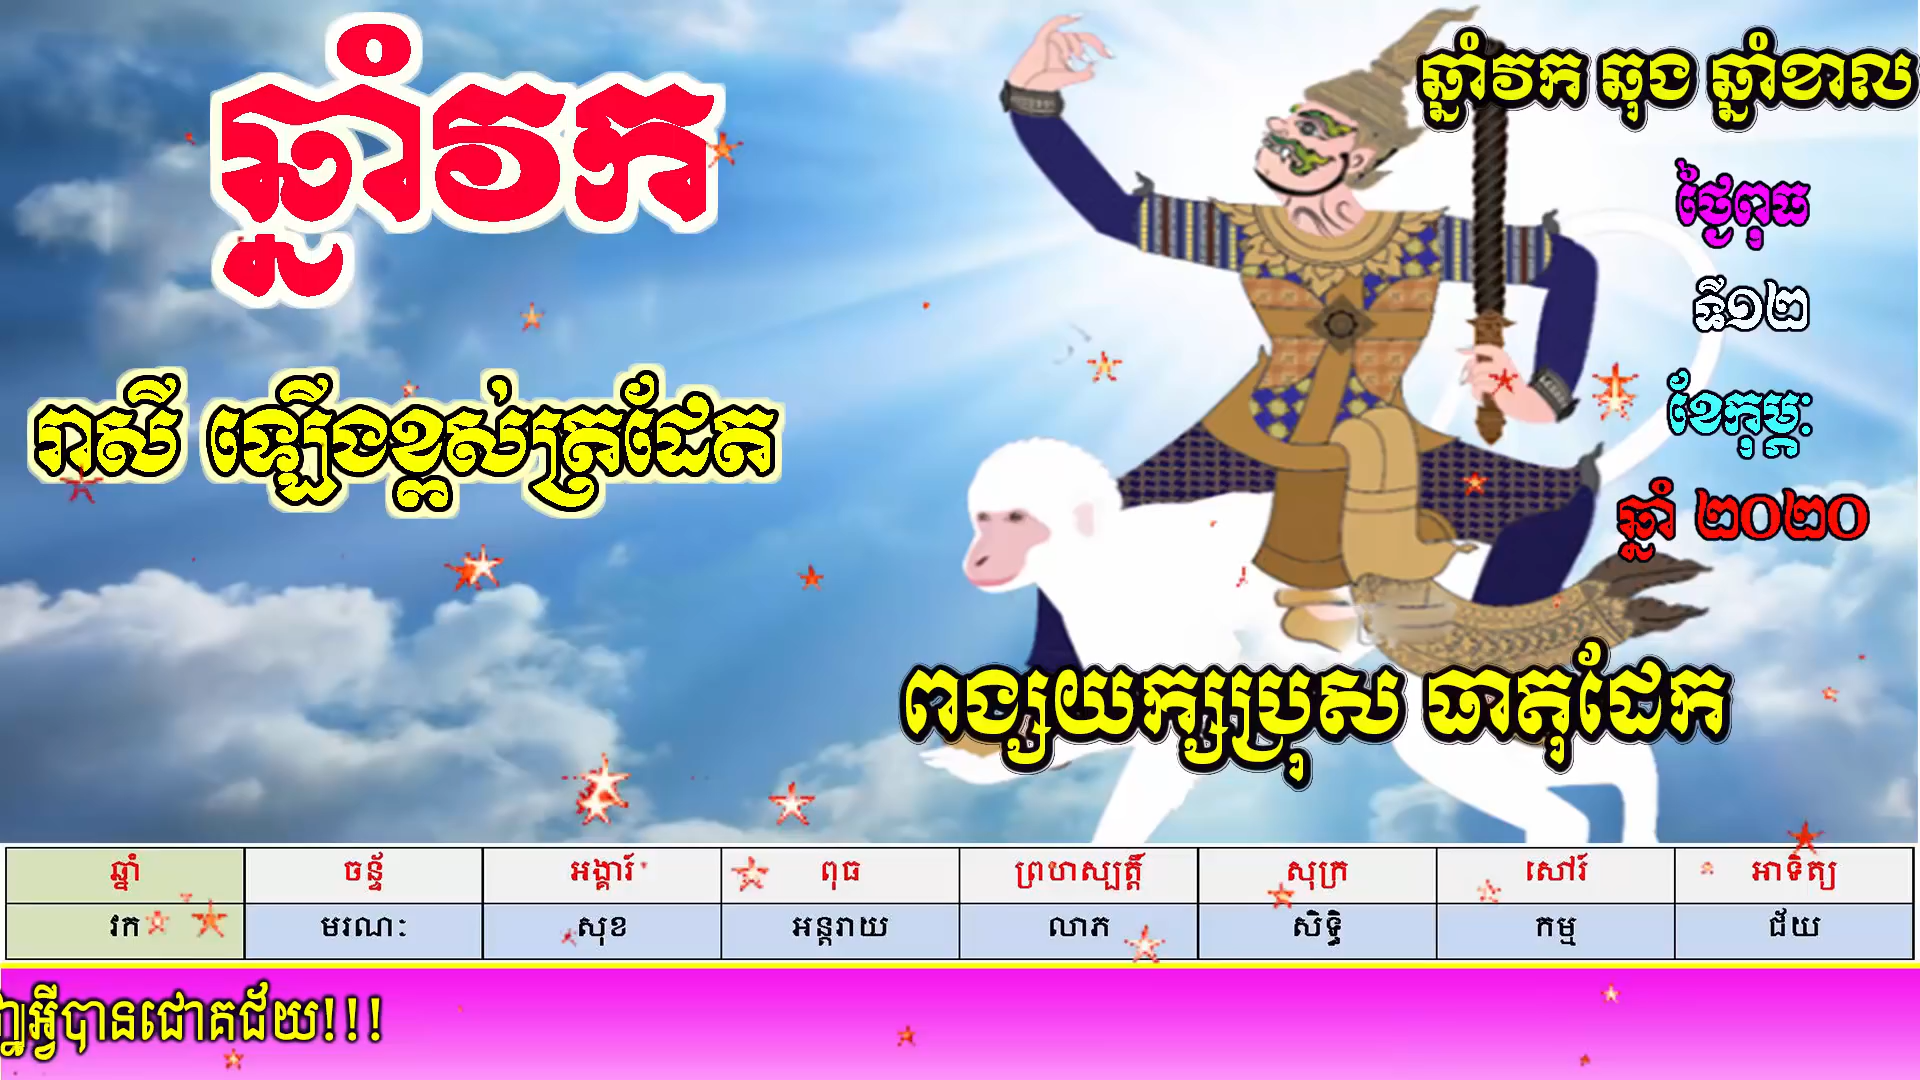 ឆ្នាំវក
រាសី ឡើងខ្ពស់ត្រដែត
ឆ្នាំវក ឆុង ឆ្នាំខាល
ថ្ងៃពុធ
ទី១២
ខែកុម្ភៈ
ឆ្នាំ ២០២០
ពង្សយក្សប្រុស ធាតុដែក
ឆ្នាំ ចន្ទ័ អង្គារ៍ ពុធ ព្រហស្បត្តិ៍ សុក្រ សៅរ៍ អាទិត្យ
វក មរណៈ សុខ អន្តរាយ លាភ សិទ្ធិ កម្ម ជ័យ
អ្វីបានជោគជ័យ!!!